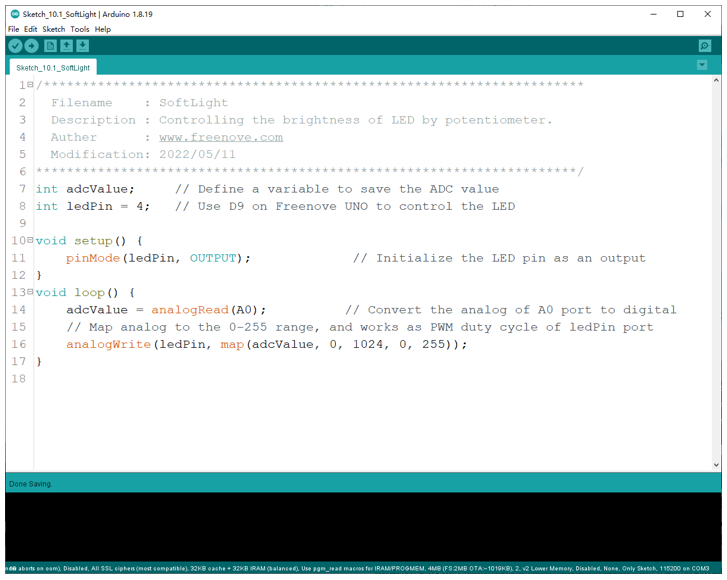 Sketch_10.1_SoftLight | Arduino 1.8.19
File Edit Sketch Tools Help
Sketch_10.1_SoftLight
1 /**********************************************************************
2   Filename    : SoftLight
3   Description : Controlling the brightness of LED by potentiometer.
4   Auther      : www.freenove.com
5   Modification: 2022/05/11
6 **********************************************************************/
7 int adcValue;     // Define a variable to save the ADC value
8 int ledPin = 4;   // Use D9 on Freenove UNO to control the LED
9
10 void setup() {
11     pinMode(ledPin, OUTPUT);             // Initialize the LED pin as an output
12 }
13 void loop() {
14     adcValue = analogRead(A0);          // Convert the analog of A0 port to digital
15     // Map analog to the 0-255 range, and works as PWM duty cycle of ledPin port
16     analogWrite(ledPin, map(adcValue, 0, 1024, 0, 255));
17 }
18
Done Saving.
aborts on oom), Disabled, All SSL ciphers (most compatible), 32KB cache + 32KB IRAM (balanced), Use pgm_read macros for IRAM/PROGMEM, 4MB (FS:2MB OTA:~1019KB), 2, v2 Lower Memory, Disabled, None, Only Sketch, 115200 on COM3